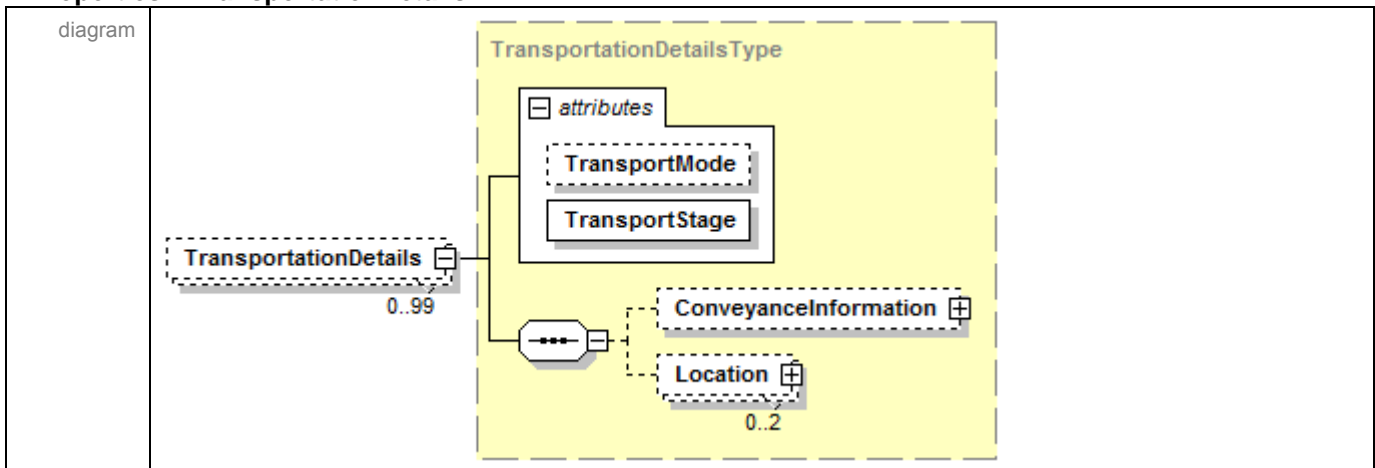 diagram
TransportationDetailsType
attributes
TransportMode
TransportStage
TransportationDetails
0..99
ConveyanceInformation
Location
0..2